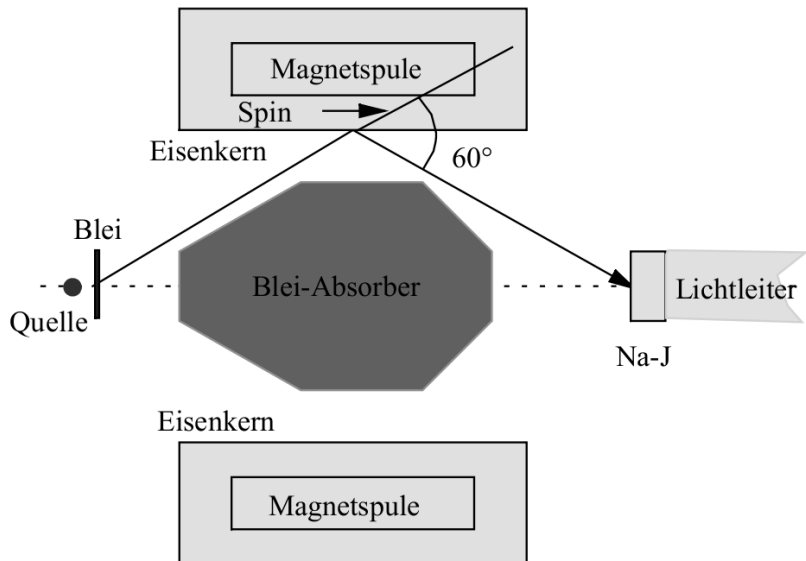 Magnetspule
Spin
Eisenkern
60°
Blei
Blei-Absorber
Lichtleiter
Quelle
Na-J
Eisenkern
Magnetspule